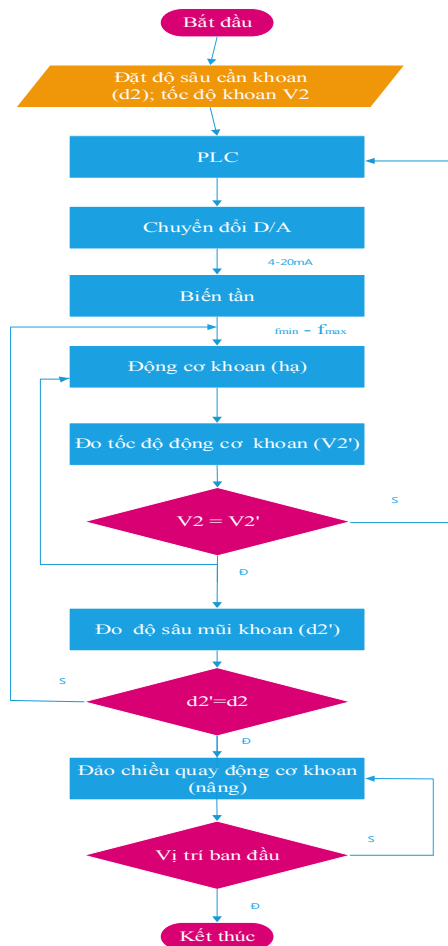 Bắt đầu
Đặt độ sâu cần khoan
(d2); tốc độ khoan V2
PLC
Chuyển đổi D/A
4-20mA
Biến tần
fmin - fmax
Động cơ khoan (hạ)
Đo tốc độ động cơ khoan (V2')
V2 = V2'
S
Đ
Đo độ sâu mũi khoan (d2')
S
d2'=d2
Đ
Đảo chiều quay động cơ khoan
(nâng)
S
Vị trí ban đầu
Đ
Kết thúc